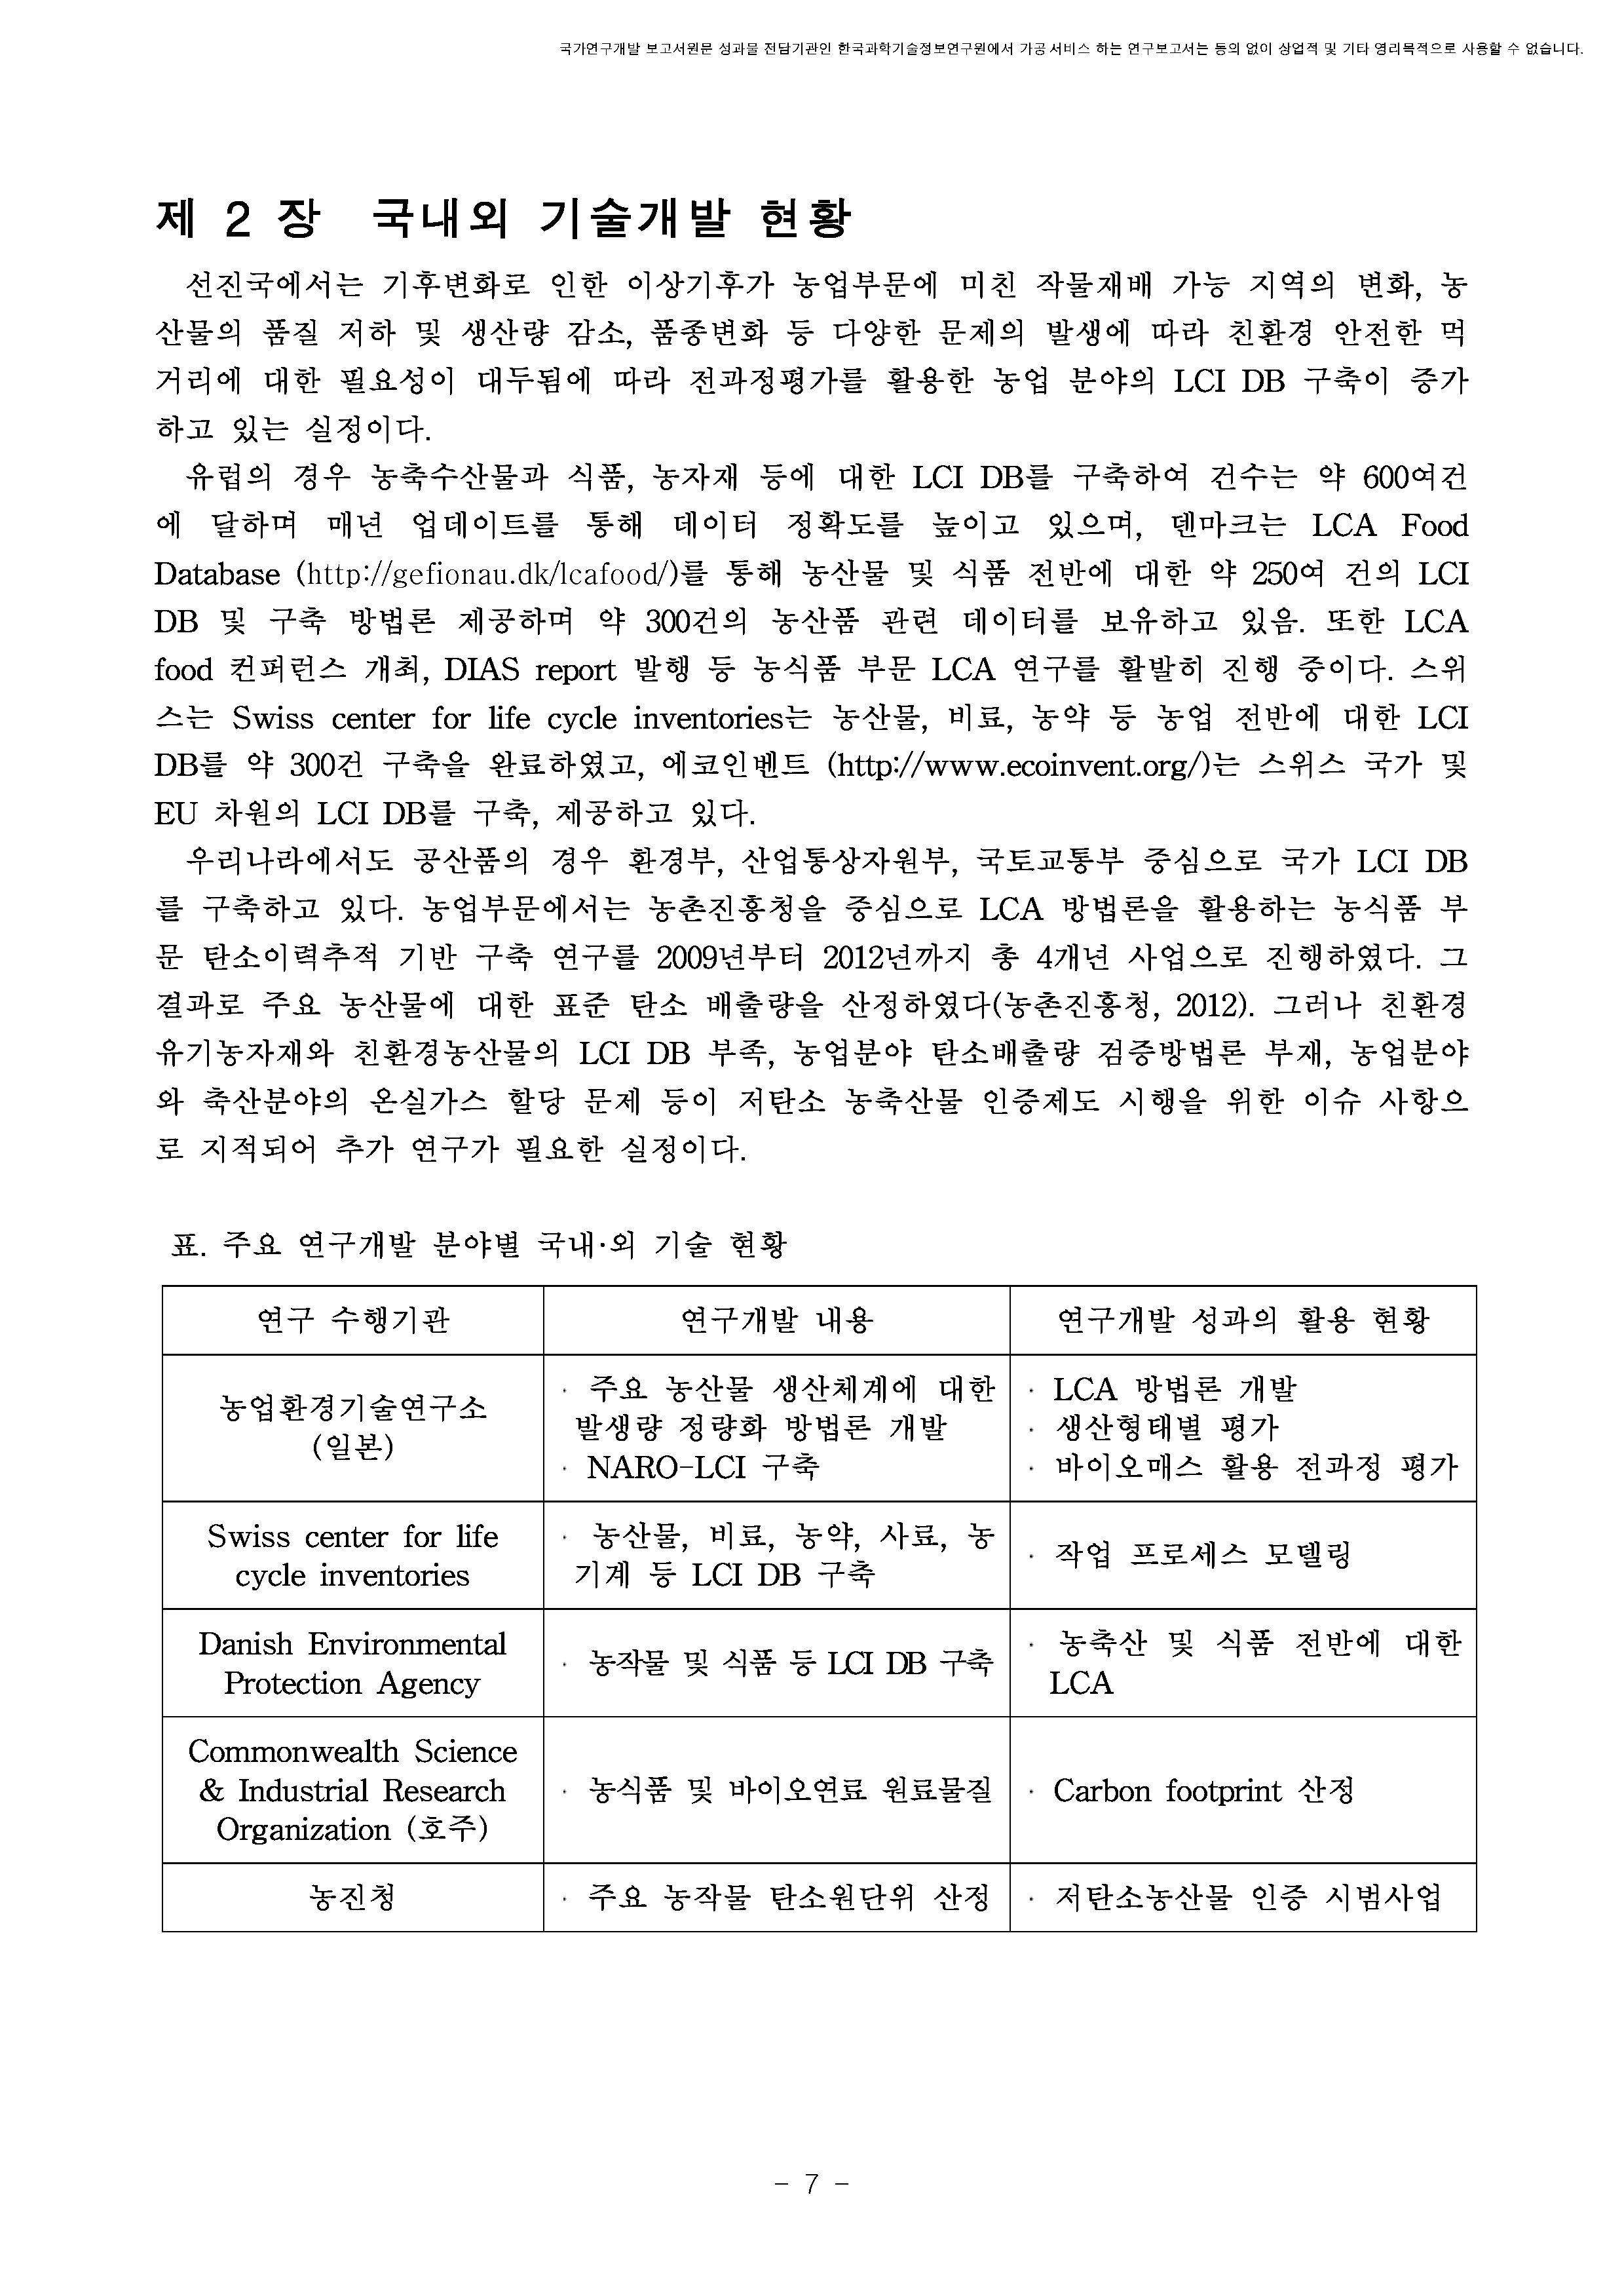 국가연구개발 보고서원문 성과물 전담기관인 한국과학기술정보연구원에서 가공·서비스 하는 연구보고서는 동의 없이 상업적 및 기타 영리목적으로 사용할 수 없습니다.
제 2 장 국내외 기술개발 현황
선진국에서는 기후변화로 인한 이상기후가 농업부문에 미친 작물재배 가능 지역의 변화, 농
산물의 품질 저하 및 생산량 감소, 품종변화 등 다양한 문제의 발생에 따라 친환경 안전한 먹
거리에 대한 필요성이 대두됨에 따라 전과정평가를 활용한 농업 분야의 LCI DB 구축이 증가
하고 있는 실정이다.
유럽의 경우 농축수산물과 식품, 농자재 등에 대한 LCI DB를 구축하여 건수는 약 600여건
에 달하며 매년 업데이트를 통해 데이터 정확도를 높이고 있으며, 덴마크는 LCA Food
Database (http://gefionau.dk/lcafood/)를 통해 농산물 및 식품 전반에 대한 약 250여 건의 LCI
DB 및 구축 방법론 제공하며 약 300건의 농산품 관련 데이터를 보유하고 있음. 또한 LCA
food 컨퍼런스 개최, DIAS report 발행 등 농식품 부문 LCA 연구를 활발히 진행 중이다. 스위
스는 Swiss center for life cycle inventories는 농산물, 비료, 농약 등 농업 전반에 대한 LCI
DB를 약 300건 구축을 완료하였고, 에코인벤트 (http://www.ecoinvent.org/)는 스위스 국가 및
EU 차원의 LCI DB를 구축, 제공하고 있다.
우리나라에서도 공산품의 경우 환경부, 산업통상자원부, 국토교통부 중심으로 국가 LCI DB
를 구축하고 있다. 농업부문에서는 농촌진흥청을 중심으로 LCA 방법론을 활용하는 농식품 부
문 탄소이력추적 기반 구축 연구를 2009년부터 2012년까지 총 4개년 사업으로 진행하였다. 그
결과로 주요 농산물에 대한 표준 탄소 배출량을 산정하였다(농촌진흥청, 2012). 그러나 친환경
유기농자재와 친환경농산물의 LCI DB 부족, 농업분야 탄소배출량 검증방법론 부재, 농업분야
와 축산분야의 온실가스 할당 문제 등이 저탄소 농축산물 인증제도 시행을 위한 이슈 사항으
로 지적되어 추가 연구가 필요한 실정이다.
표. 주요 연구개발 분야별 국내·외 기술 현황
연구 수행기관
연구개발 내용
연구개발 성과의 활용 현황
농업환경기술연구소
(일본)
· 주요 농산물 생산체계에 대한
발생량 정량화 방법론 개발
· NARO-LCI 구축
· LCA 방법론 개발
· 생산형태별 평가
· 바이오매스 활용 전과정 평가
Swiss center for life
cycle inventories
· 농산물, 비료, 농약, 사료, 농
기계 등 LCI DB 구축
· 작업 프로세스 모델링
Danish Environmental
Protection Agency
· 농작물 및 식품 등 LCI DB 구축
· 농축산 및 식품 전반에 대한
LCA
Commonwealth Science
& Industrial Research
Organization (호주)
· 농식품 및 바이오연료 원료물질
· Carbon footprint 산정
농진청
· 주요 농작물 탄소원단위 산정
· 저탄소농산물 인증 시범사업
- 7 -